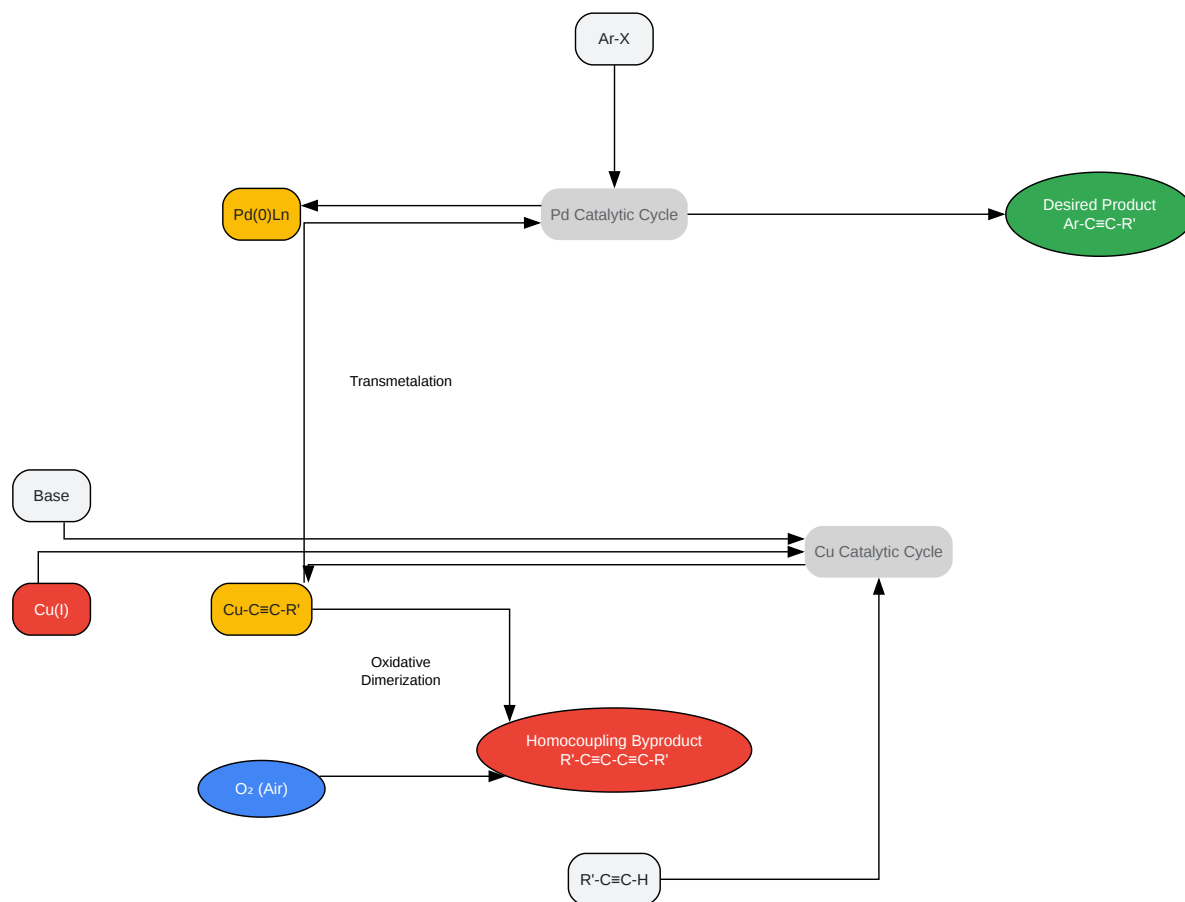 Ar-X
Pd(0)Ln
Pd Catalytic Cycle
Desired Product
Ar-C≡C-R'
Transmetalation
Base
Cu Catalytic Cycle
Cu(I)
Cu-C≡C-R'
Oxidative
Dimerization
Homocoupling Byproduct
R'-C≡C-C≡C-R'
O₂ (Air)
R'-C≡C-H